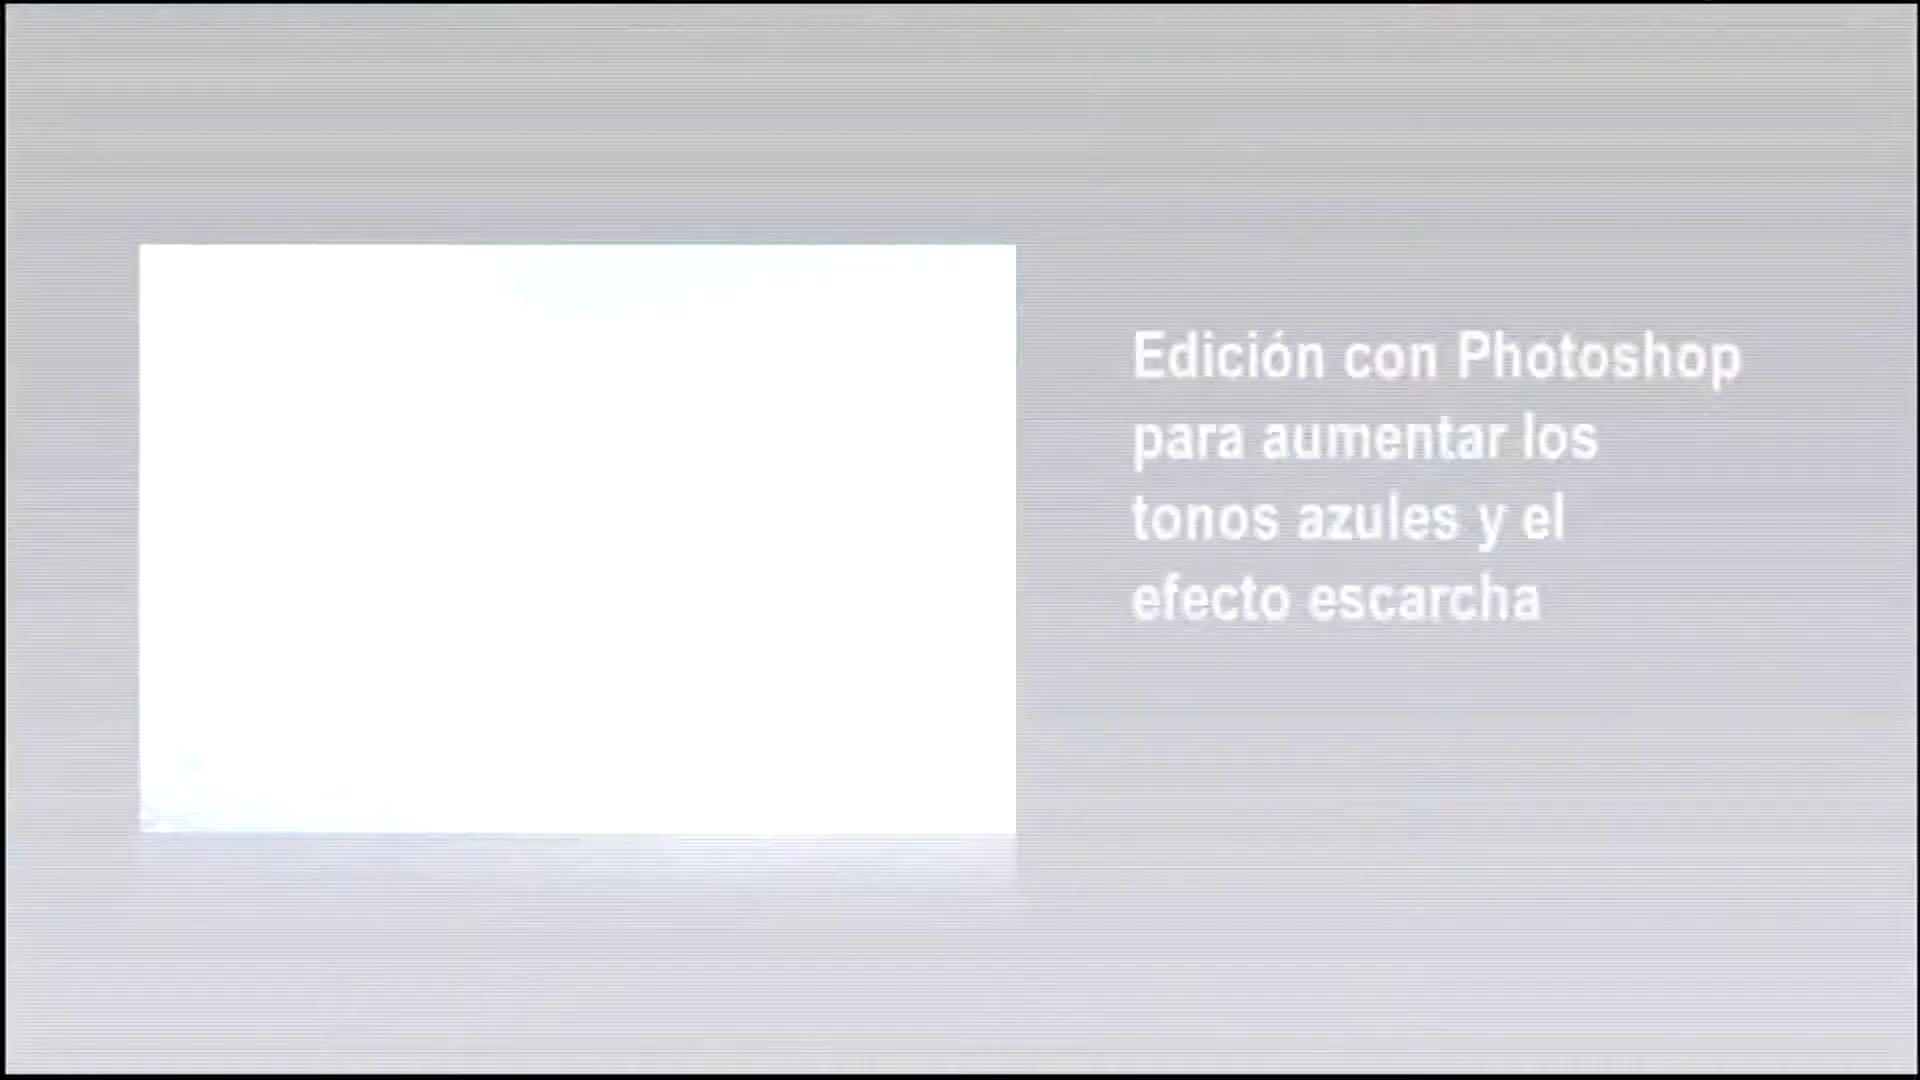 Edición con Photoshop
para aumentar los
tonos azules y el
efecto escarcha